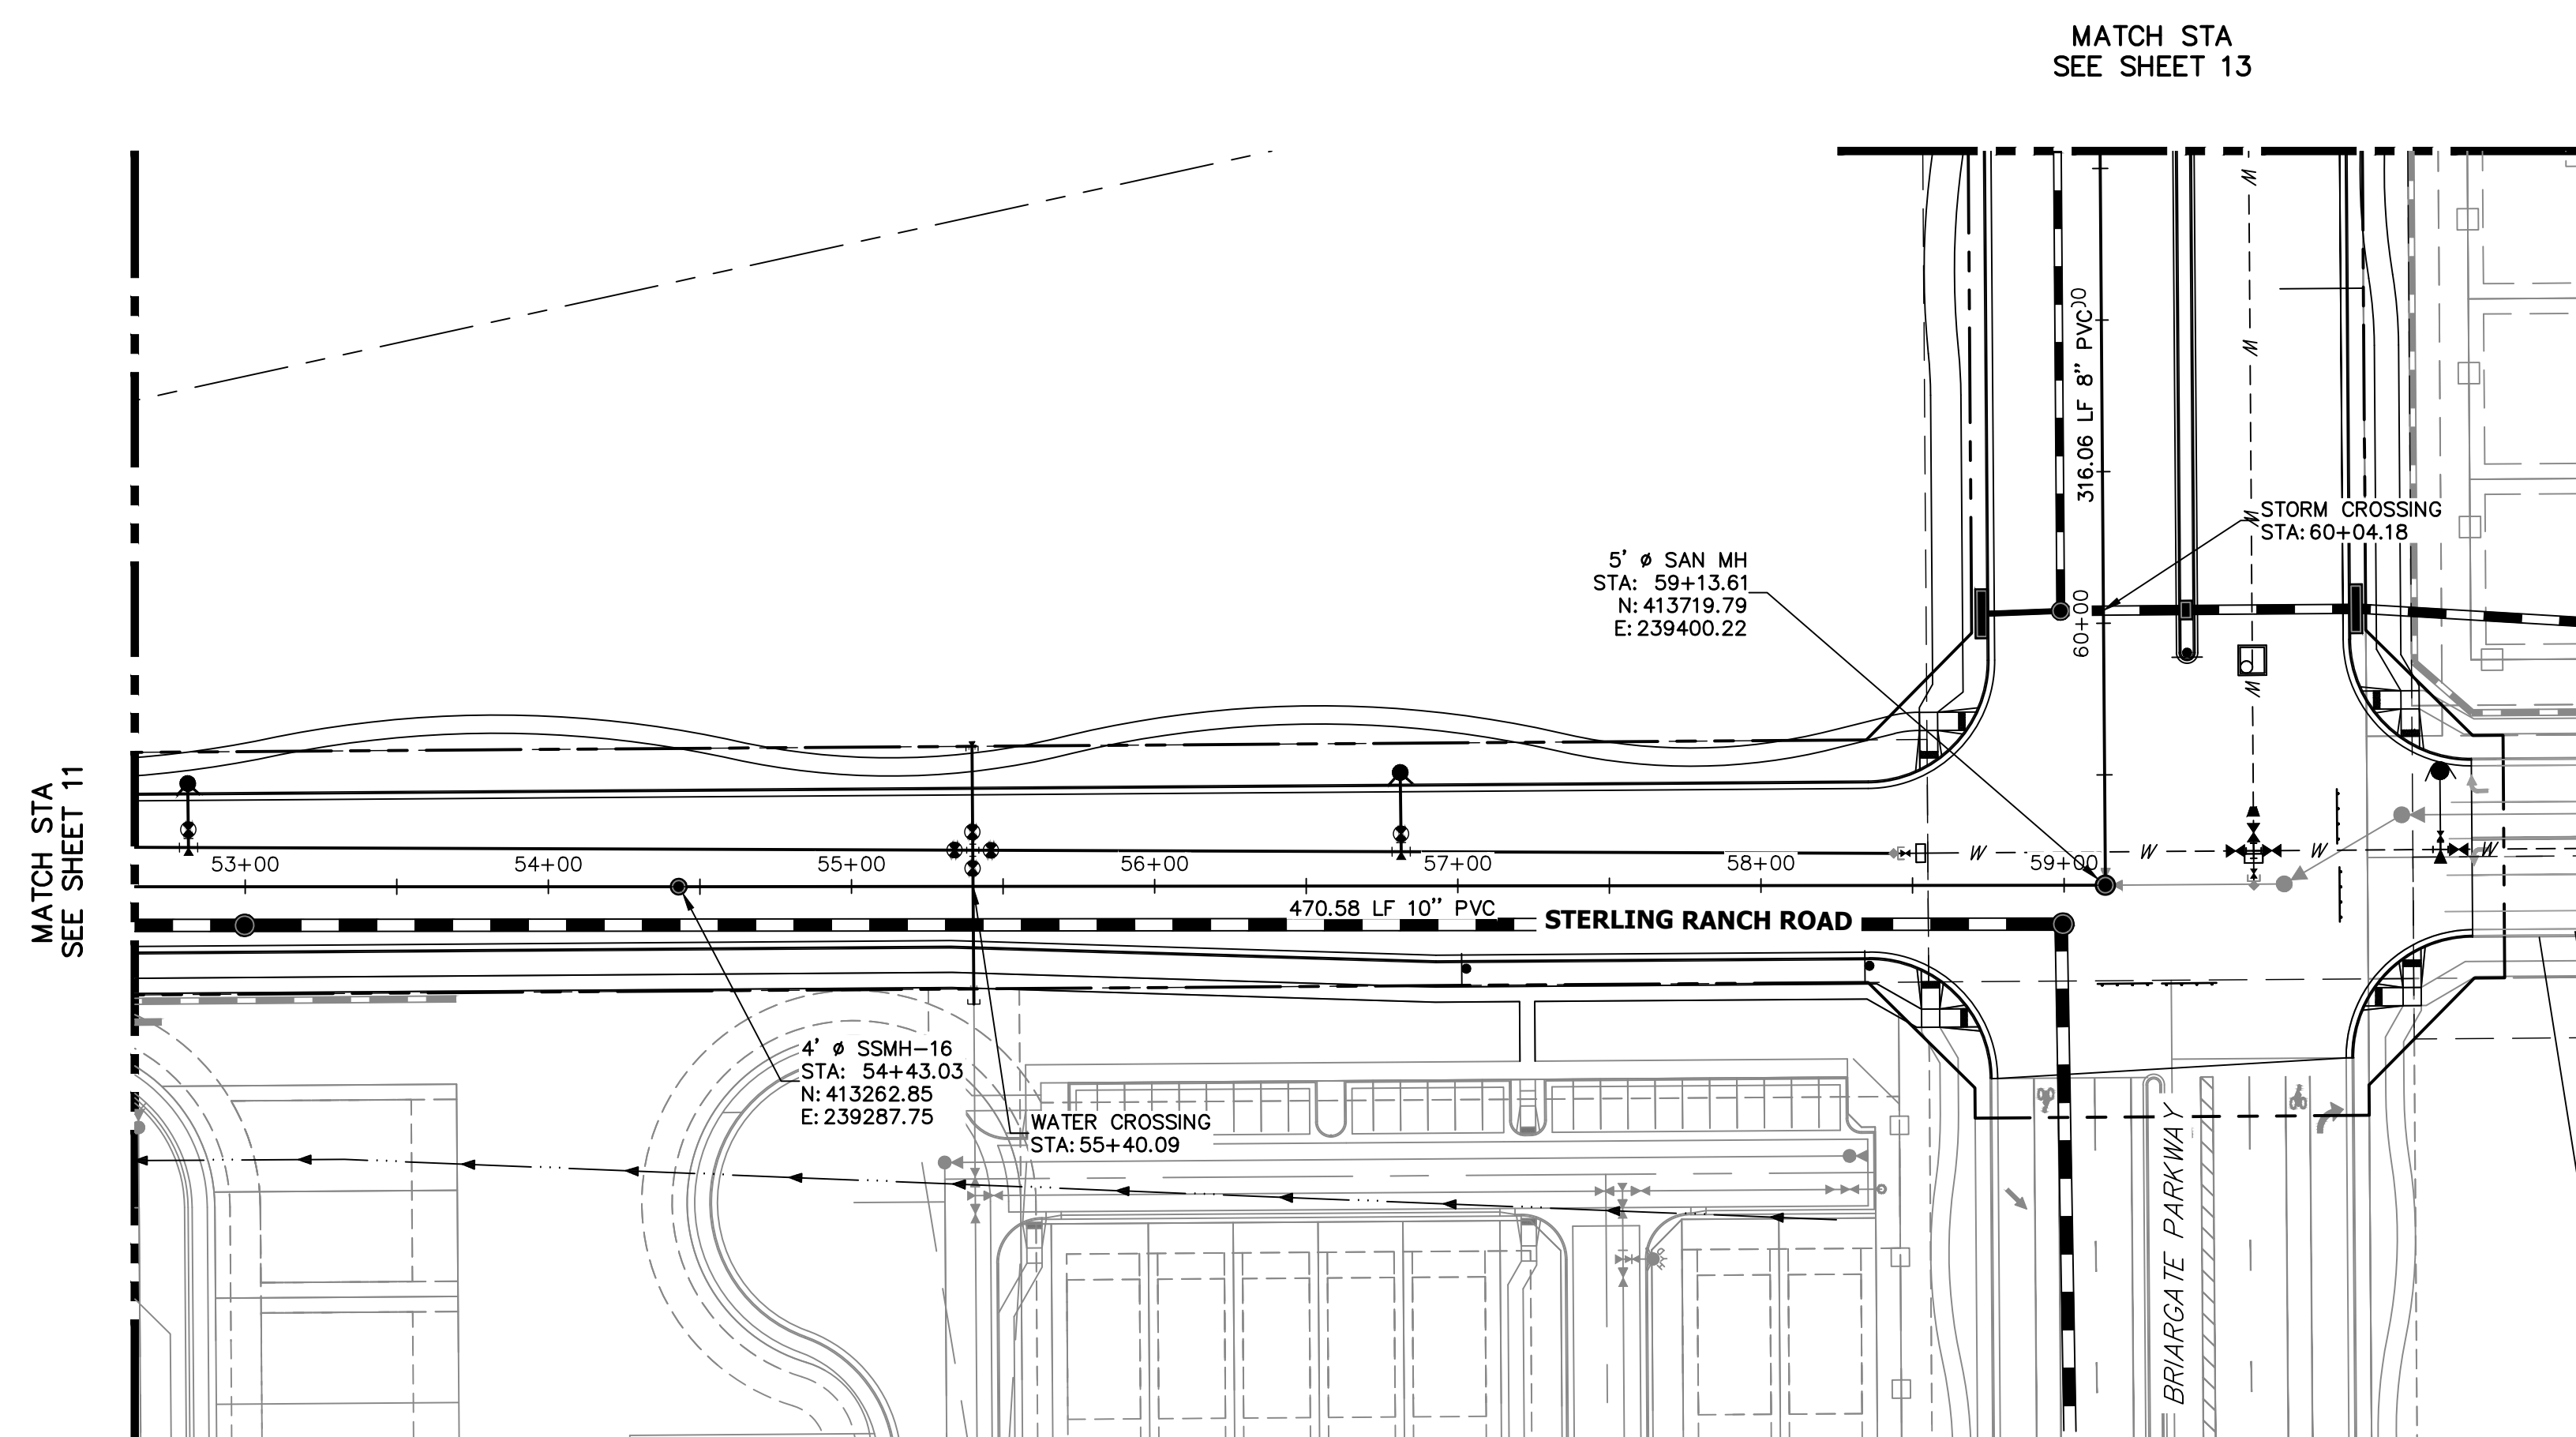 MATCH STA
SEE SHEET 13
MATCH STA
SEE SHEET 11
316.06 LF 8" PVC
60+00
STORM CROSSING
STA: 60+04.18
5' ø SAN MH
STA: 59+13.61
N: 413719.79
E: 239400.22
53+00
54+00
55+00
56+00
57+00
58+00
59+00
W
W
W
W
W
W
W
W
470.58 LF 10" PVC
STERLING RANCH ROAD
4' ø SSMH-16
STA: 54+43.03
N: 413262.85
E: 239287.75
WATER CROSSING
STA: 55+40.09
BRIARGATE PARKWAY